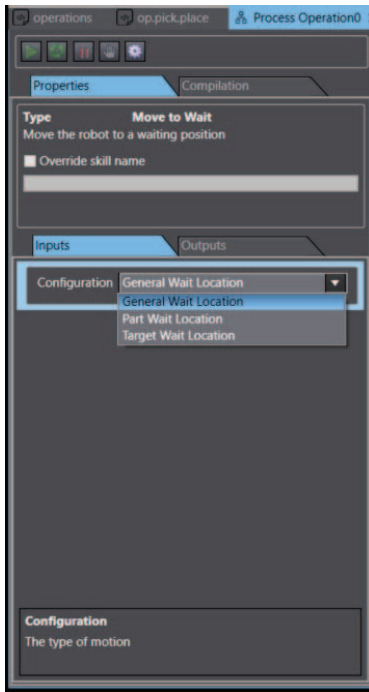 operations op.pick.place Process Operation0
Properties Compilation
Type Move to Wait
Move the robot to a waiting position
Override skill name
Inputs Outputs
Configuration General Wait Location
General Wait Location
Part Wait Location
Target Wait Location
Configuration
The type of motion